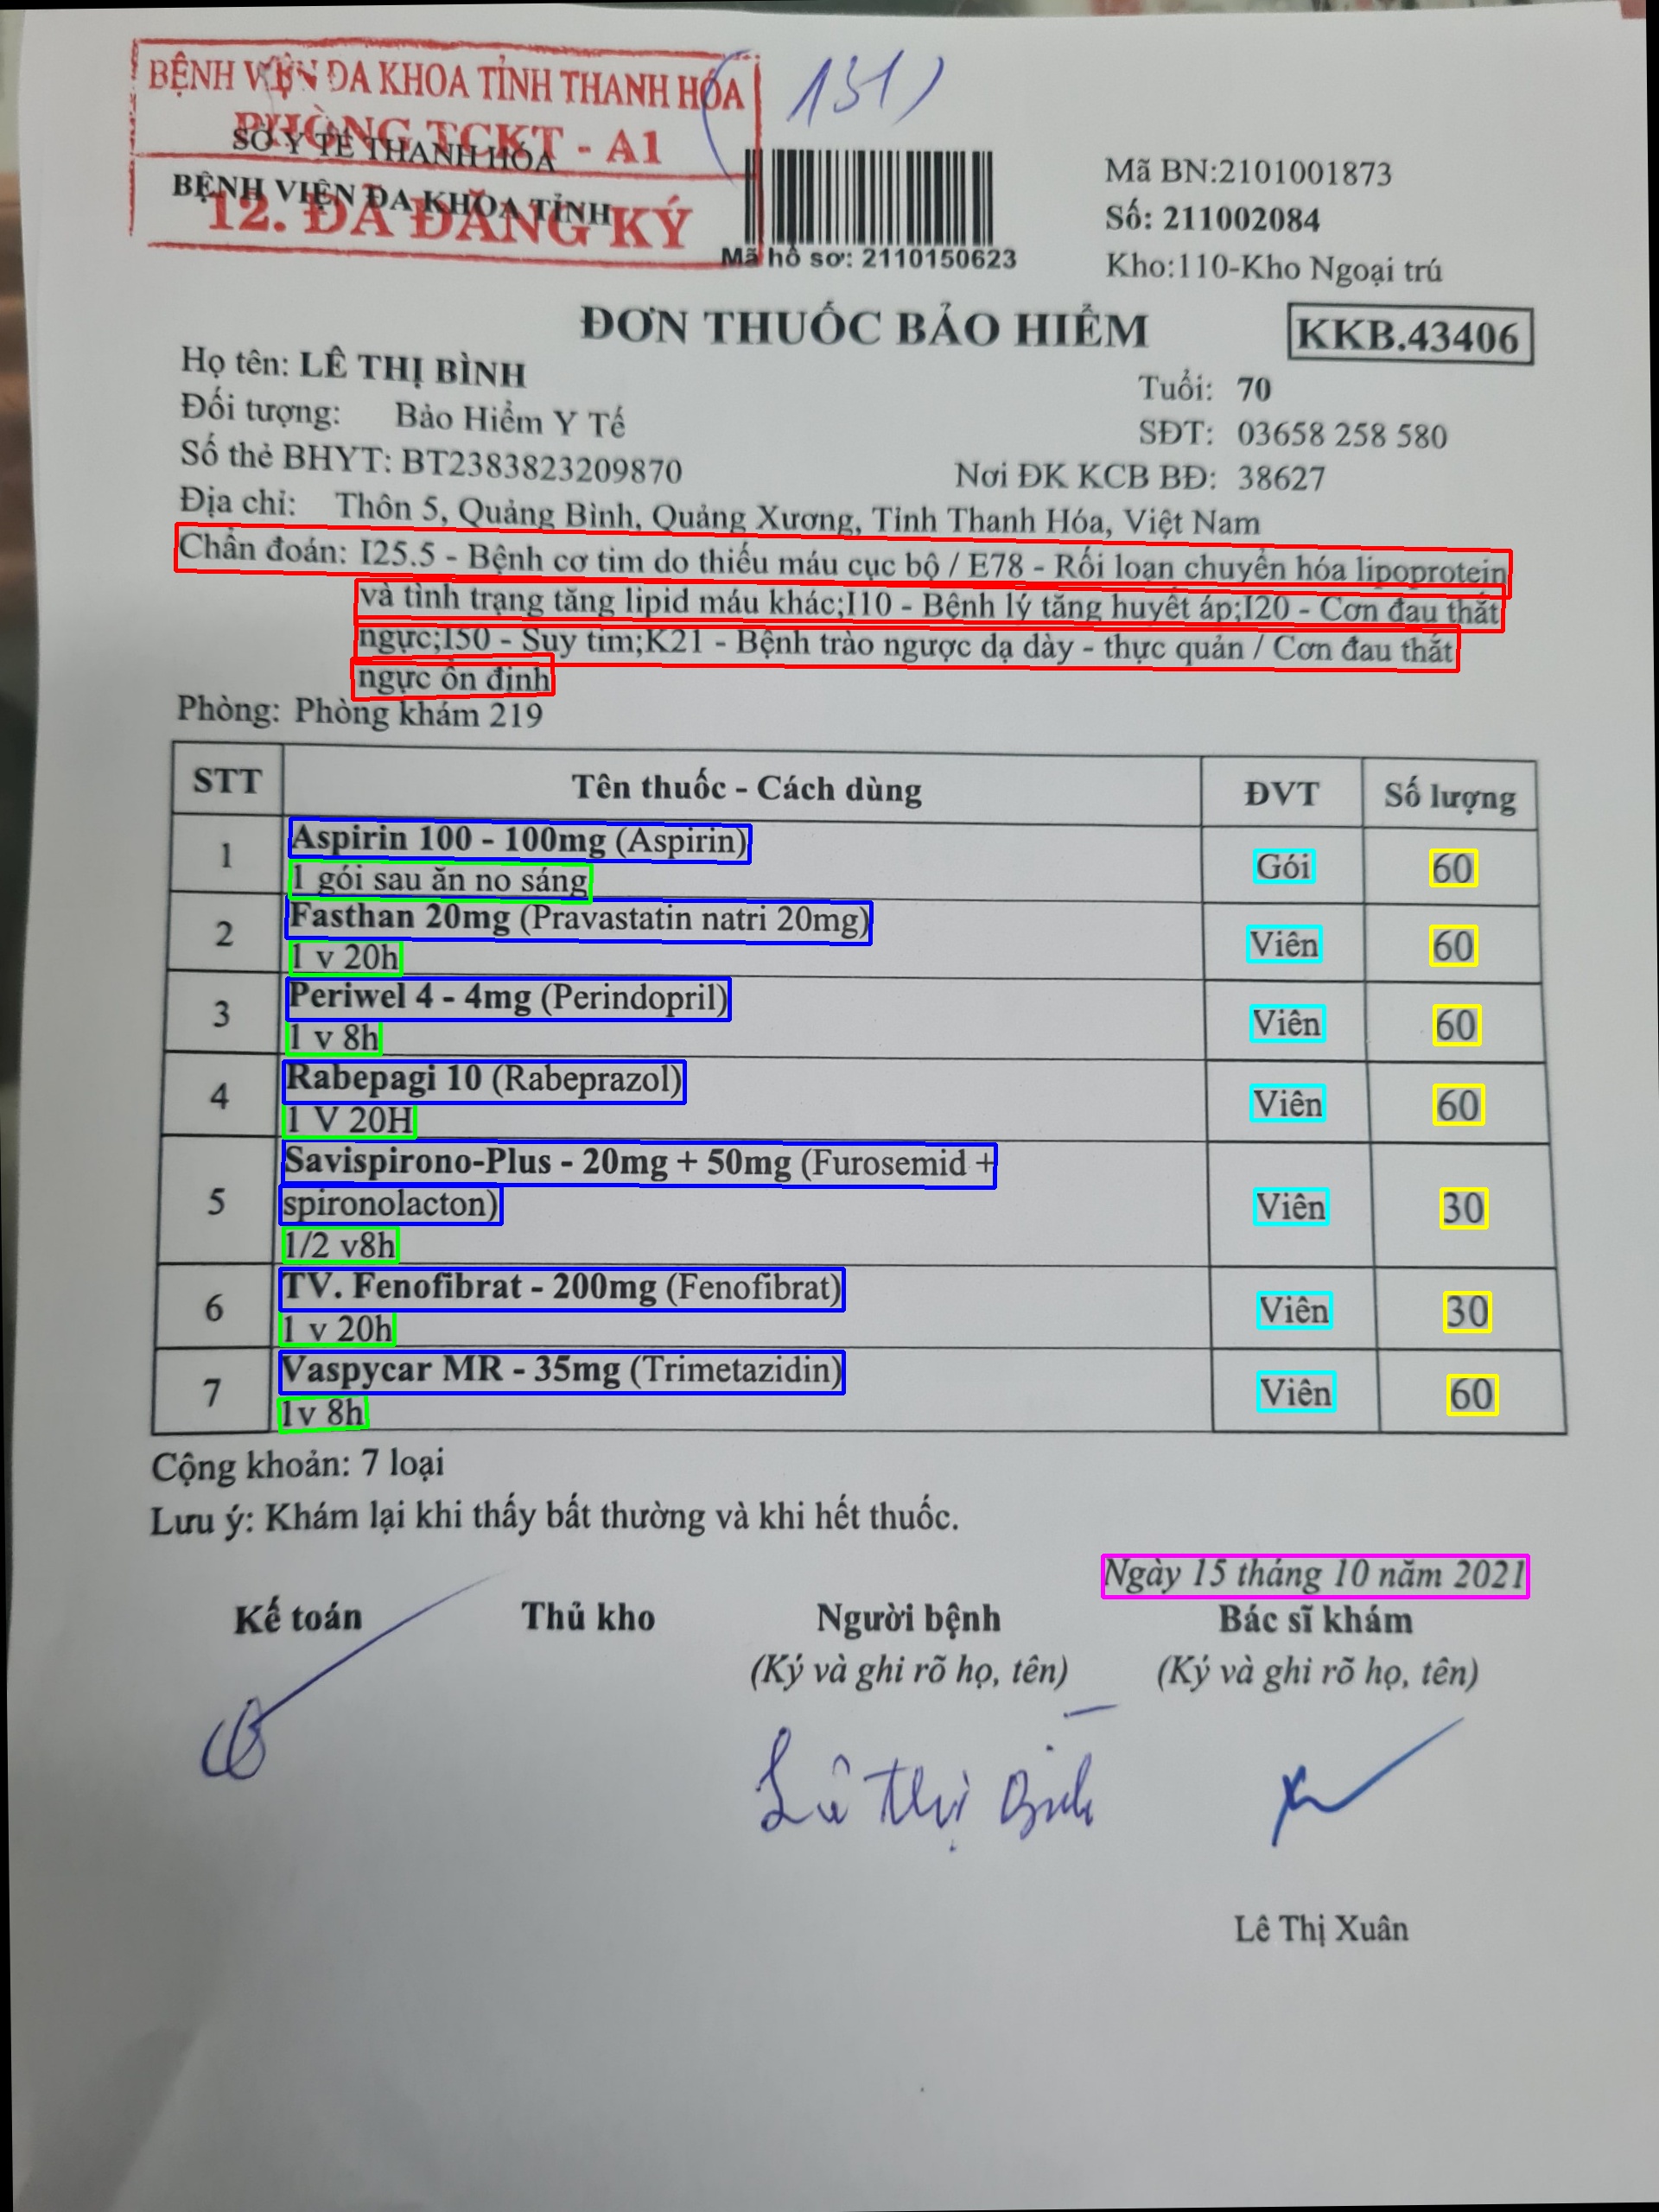 BỆNH VIỆN ĐA KHOA TỈNH THANH HÓA
PHÒNG TCKT - A1
12. ĐÃ ĐĂNG KÝ
SỞ Y TẾ THANH HÓA
BỆNH VIỆN ĐA KHOA TỈNH
(131)
Mã hồ sơ: 2110150623
Mã BN:2101001873
Số: 211002084
Kho:110-Kho Ngoại trú
ĐƠN THUỐC BẢO HIỂM
KKB.43406
Họ tên: LÊ THỊ BÌNH
Tuổi: 70
Đối tượng: Bảo Hiểm Y Tế
SĐT: 03658 258 580
Số thẻ BHYT: BT2383823209870
Nơi ĐK KCB BĐ: 38627
Địa chỉ: Thôn 5, Quảng Bình, Quảng Xương, Tỉnh Thanh Hóa, Việt Nam
Chẩn đoán: I25.5 - Bệnh cơ tim do thiếu máu cục bộ / E78 - Rối loạn chuyển hóa lipoprotein
và tình trạng tăng lipid máu khác;I10 - Bệnh lý tăng huyết áp;I20 - Cơn đau thắt
ngực;I50 - Suy tim;K21 - Bệnh trào ngược dạ dày - thực quản / Cơn đau thắt
ngực ổn định
Phòng: Phòng khám 219
STT Tên thuốc - Cách dùng ĐVT Số lượng
1 Aspirin 100 - 100mg (Aspirin) Gói 60
1 gói sau ăn no sáng
2 Fasthan 20mg (Pravastatin natri 20mg) Viên 60
1 v 20h
3 Periwel 4 - 4mg (Perindopril) Viên 60
1 v 8h
4 Rabepagi 10 (Rabeprazol) Viên 60
1 V 20H
5 Savispirono-Plus - 20mg + 50mg (Furosemid + Viên 30
spironolacton)
1/2 v8h
6 TV. Fenofibrat - 200mg (Fenofibrat) Viên 30
1 v 20h
7 Vaspycar MR - 35mg (Trimetazidin) Viên 60
1v 8h
Cộng khoản: 7 loại
Lưu ý: Khám lại khi thấy bất thường và khi hết thuốc.
Ngày 15 tháng 10 năm 2021
Kế toán Thủ kho Người bệnh Bác sĩ khám
(Ký và ghi rõ họ, tên) (Ký và ghi rõ họ, tên)
Lê Thị Bình
Lê Thị Xuân